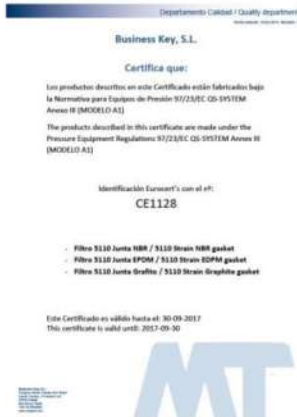 Departamento Calidad / Quality department
Business Key, S.L.
Certifica que:
Los productos descritos en este Certificado están fabricados bajo
la Normativa para Equipos de Presión 97/23/EC QS-SYSTEM
Anexo III (MODELO A1)
The products described in this certificate are made under the
Pressure Equipment Regulations 97/23/EC QS-SYSTEM Annex III
(MODELO A1)
Identificación Eurocert's con el nº:
CE1128
- Filtro 5110 Junta NBR / 5110 Strain NBR gasket
- Filtro 5110 Junta EPDM / 5110 Strain EDPM gasket
- Filtro 5110 Junta Grafito / 5110 Strain Graphite gasket
Este Certificado es válido hasta el: 30-09-2017
This certificate is valid until: 2017-09-30
MT